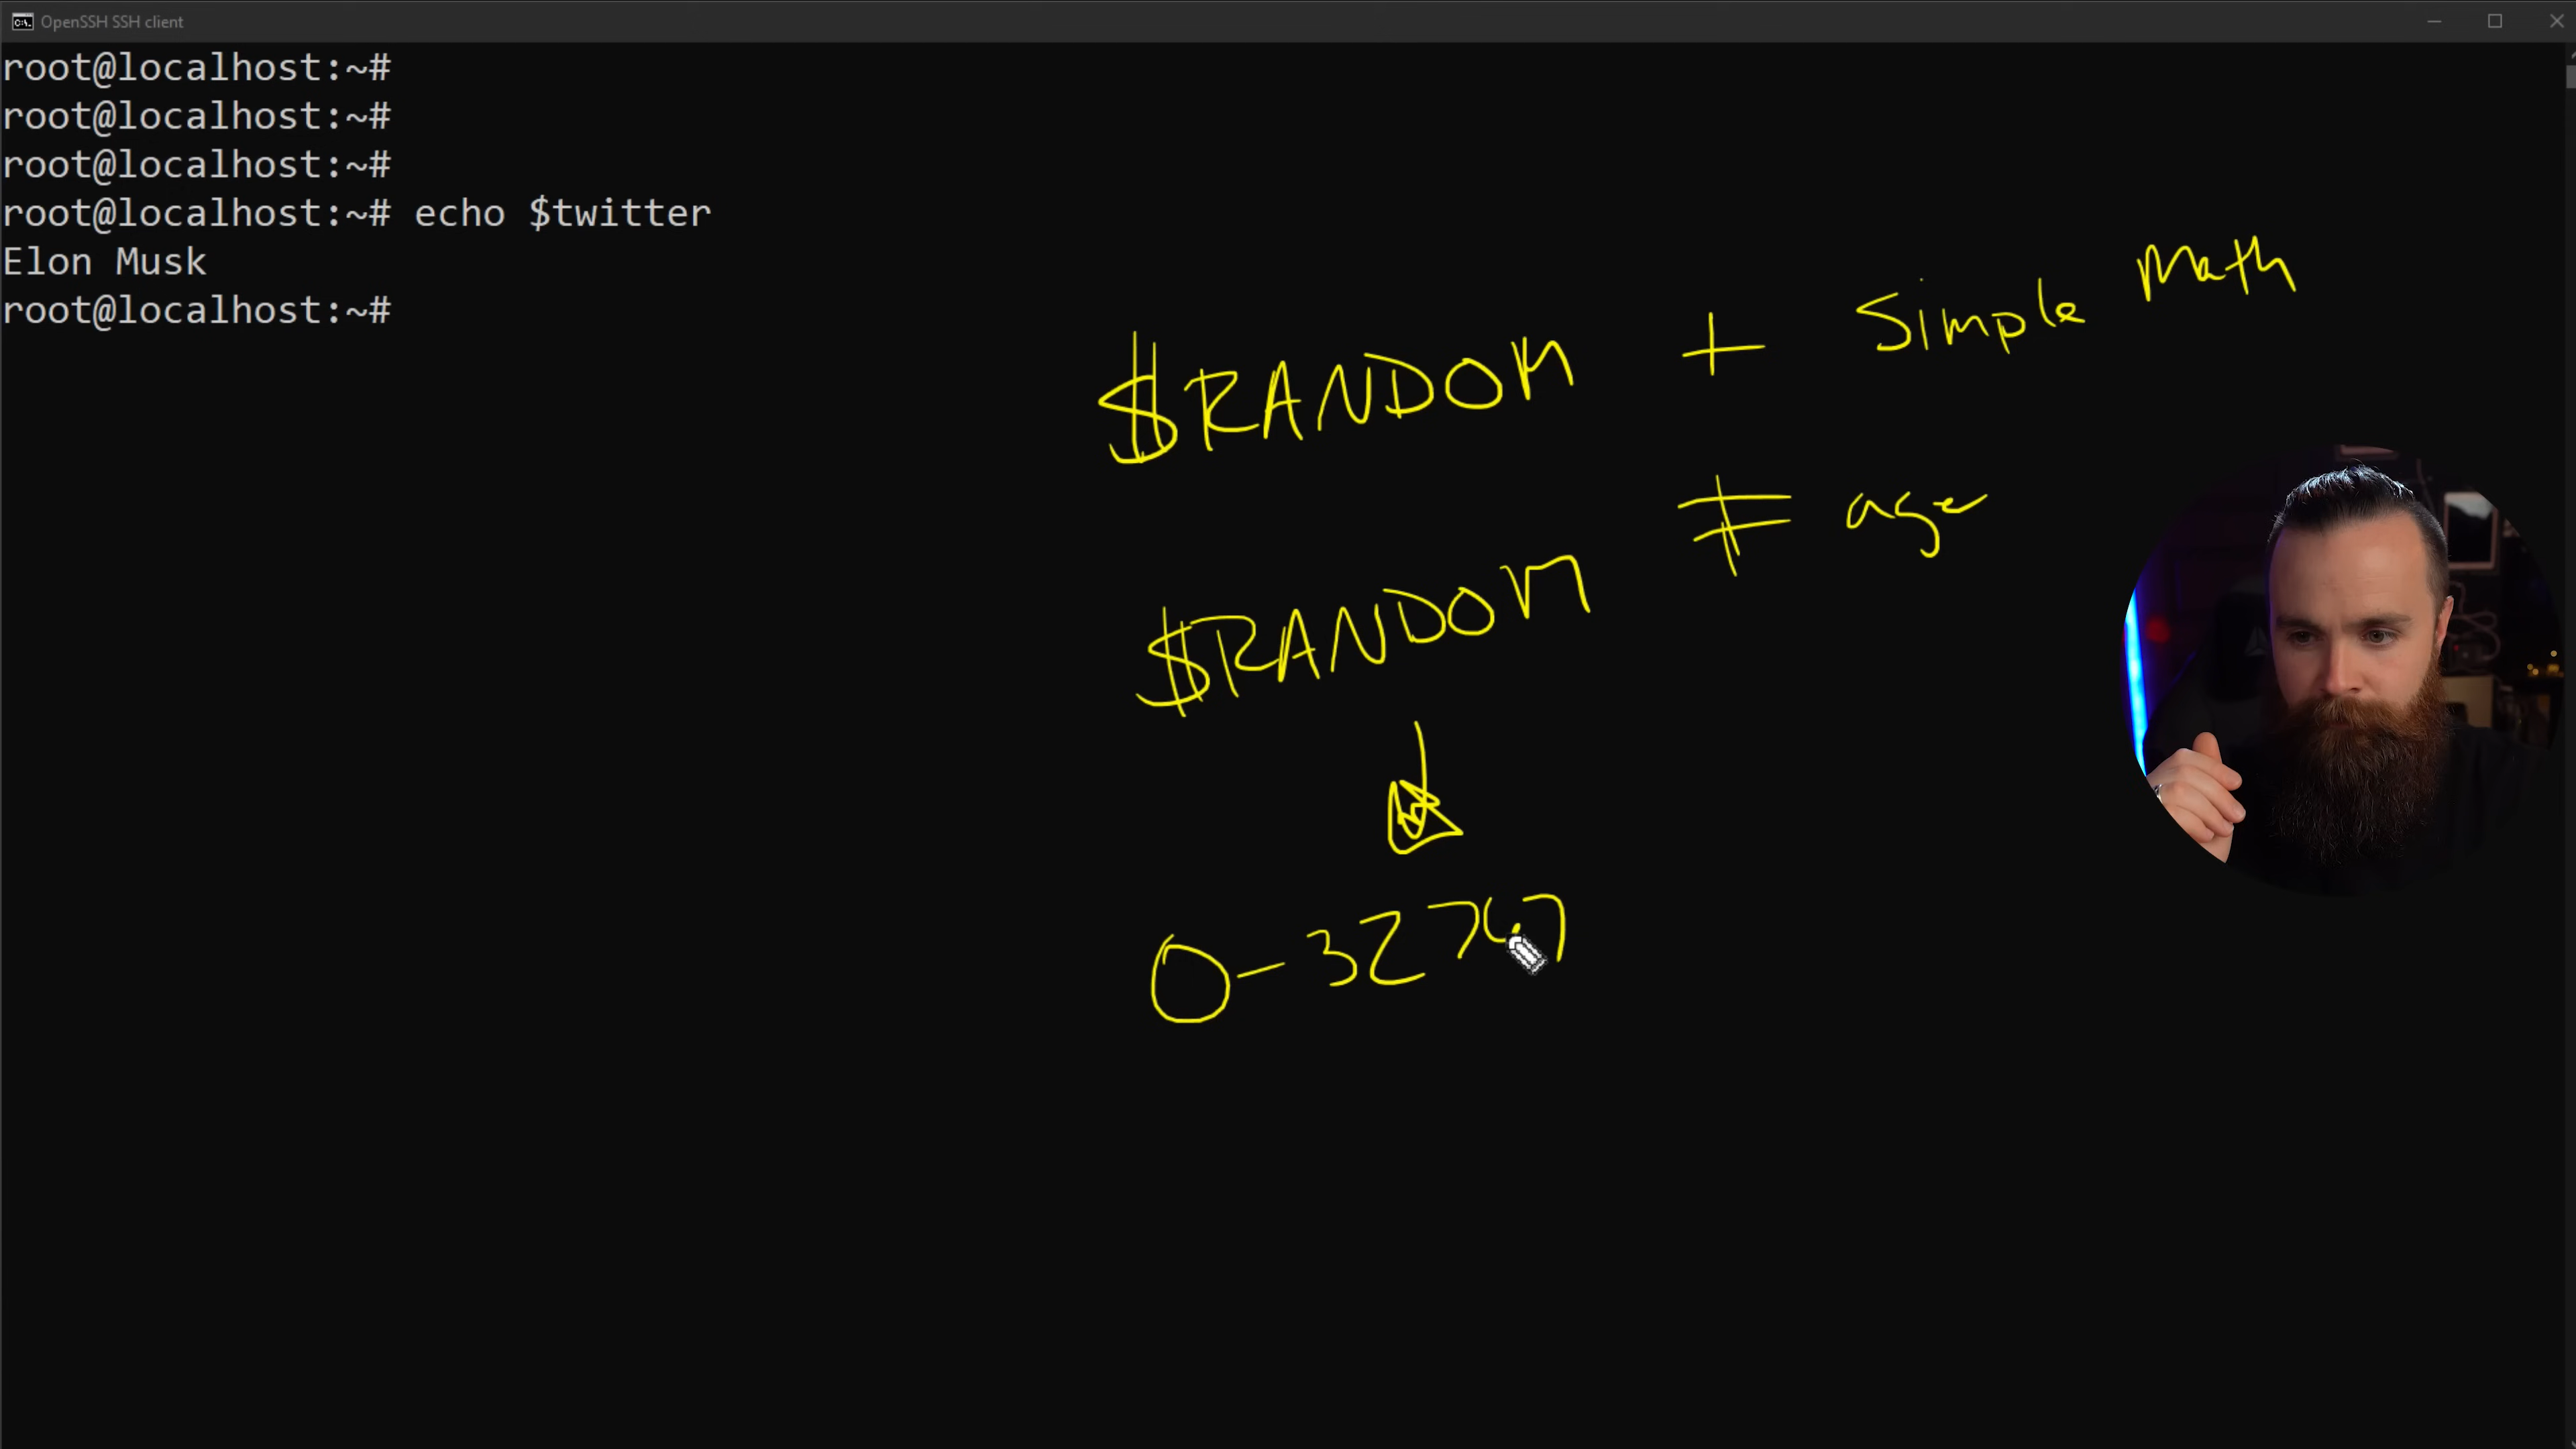 OpenSSH SSH client
root@localhost:~#
root@localhost:~#
root@localhost:~#
root@localhost:~# echo $twitter
Elon Musk
root@localhost:~#
$RANDOM + Simple Math
≠ age
$RANDOM
0-32767